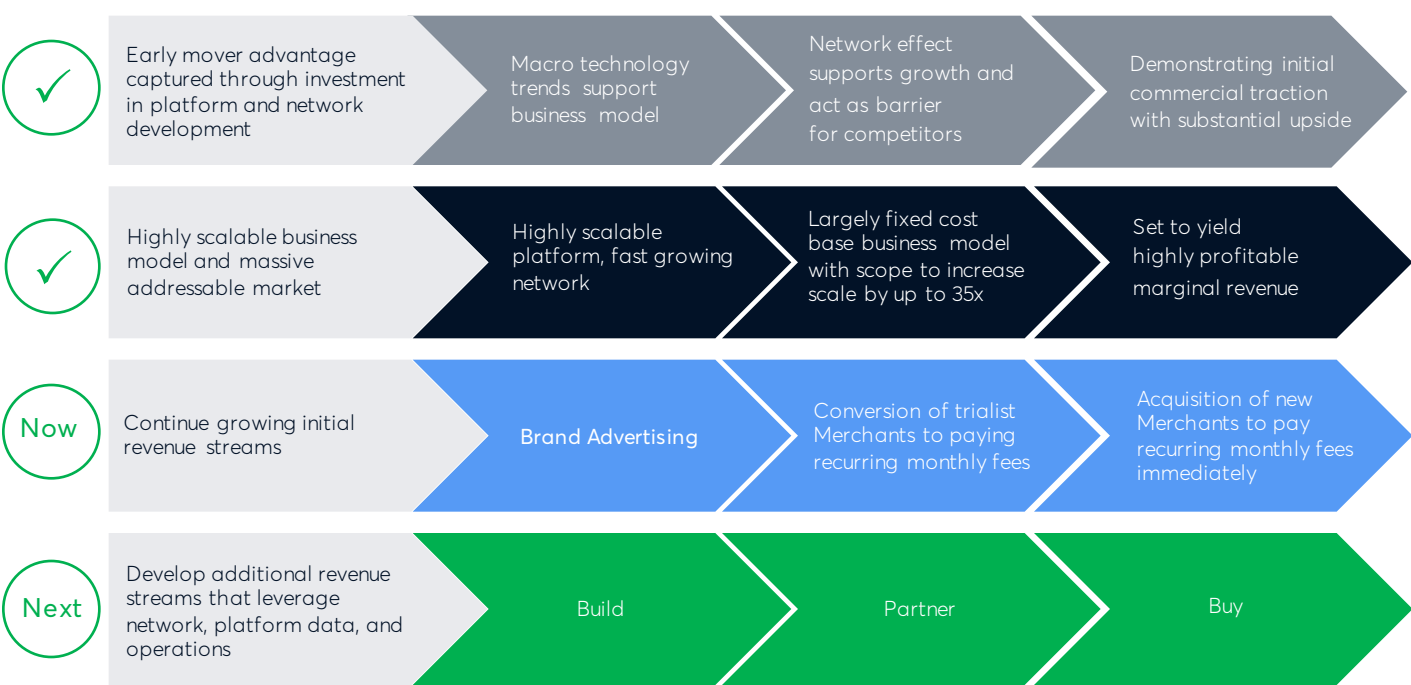 Early mover advantage
captured through investment
in platform and network
development
Macro technology
trends support
business model
Network effect
supports growth and
act as barrier
for competitors
Demonstrating initial
commercial traction
with substantial upside
Highly scalable business
model and massive
addressable market
Highly scalable
platform, fast growing
network
Largely fixed cost
base business model
with scope to increase
scale by up to 35x
Set to yield
highly profitable
marginal revenue
Now
Continue growing initial
revenue streams
Brand Advertising
Conversion of trialist
Merchants to paying
recurring monthly fees
Acquisition of new
Merchants to pay
recurring monthly fees
immediately
Next
Develop additional revenue
streams that leverage
network, platform data, and
operations
Build
Partner
Buy